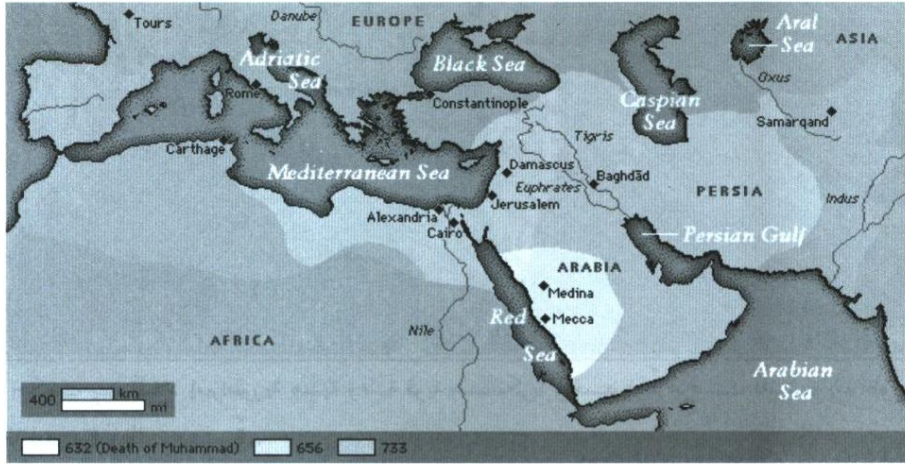 Tours
Danube
EUROPE
Aral
Sea
ASIA
Adriatic
Sea
Black Sea
Oxus
Rome
Constantinople
Caspian
Sea
Samarqand
Carthage
Tigris
Mediterranean Sea
Damascus
Baghdād
Euphrates
PERSIA
Indus
Jerusalem
Alexandria
Cairo
Persian Gulf
ARABIA
Medina
Red
Sea
Mecca
Nile
AFRICA
Arabian
Sea
400
km
mi
632 (Death of Muhammad)
656
733